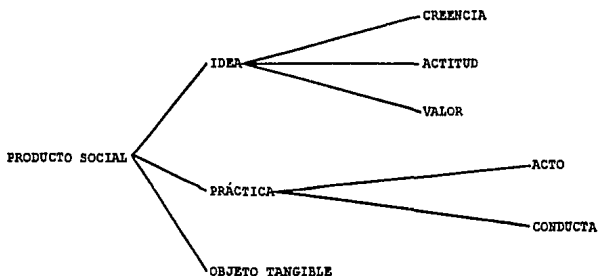 CREENCIA
IDEA
ACTITUD
VALOR
PRODUCTO SOCIAL
ACTO
PRÁCTICA
CONDUCTA
OBJETO TANGIBLE